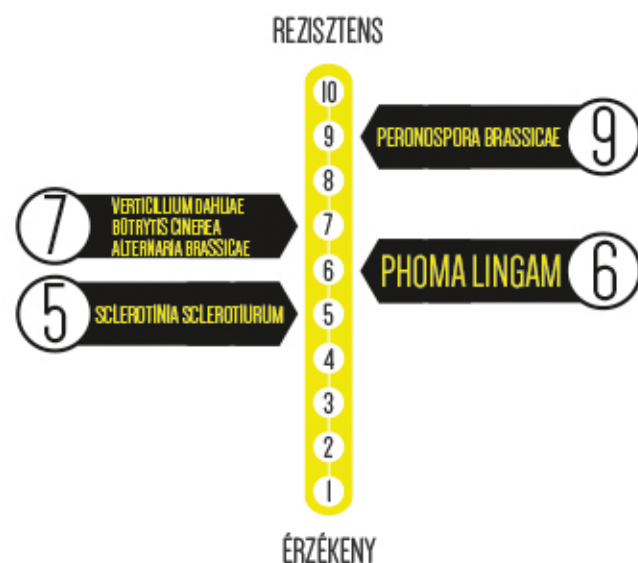 REZISZTENS
10
9
PERONOSPORA BRASSICAE 9
8
7
VERTICILLIUM DAHLIAE
BOTRYTIS CINEREA
ALTERNARIA BRASSICAE
7
6
PHOMA LINGAM 6
5 SCLEROTINIA SCLEROTIURUM
5
4
3
2
1
ÉRZÉKENY